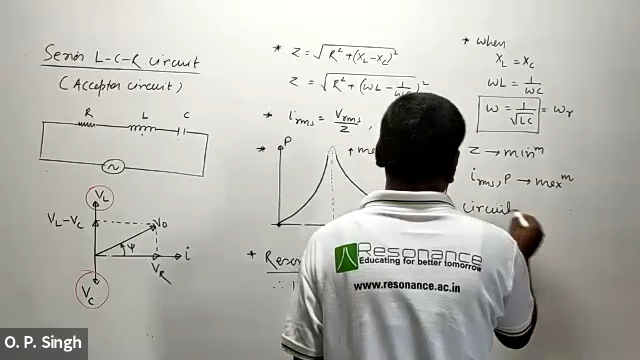 Series L-C-R circuit
(Acceptor circuit)
R L C
V_L
V_L-V_C
V_0
φ
i
V_R
V_C
* Z = √R² + (X_L-X_C)²
Z = √R² + (ωL - 1/ωC)²
* i_rms = V_rms/Z ,
* P
* Reso
* when
X_L = X_C
ωL = 1/ωC
ω = 1/√LC = ω_r
Z → min^m
i_rms, P → max^m
circuit
Resonance
Educating for better tomorrow
www.resonance.ac.in
O. P. Singh